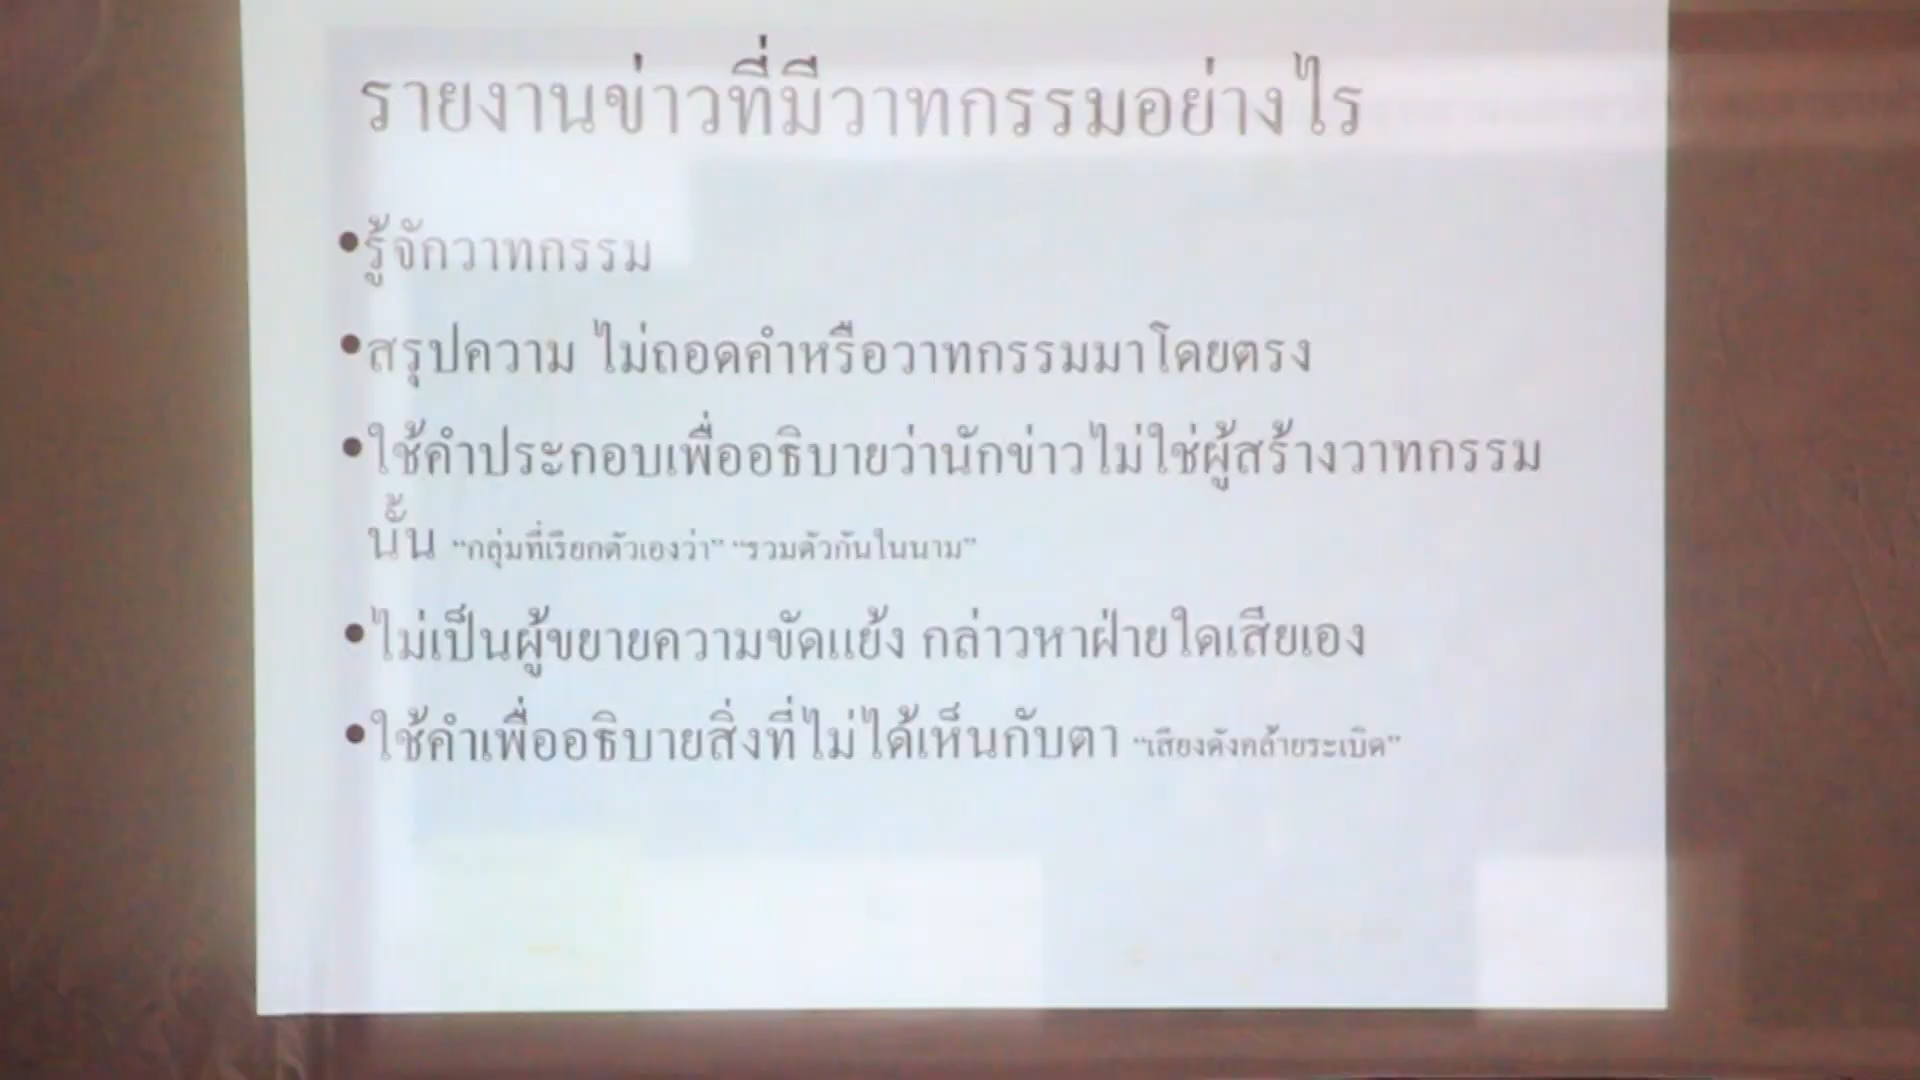 รายงานข่าวที่มีวาทกรรมอย่างไร
•รู้จักวาทกรรม
•สรุปความ ไม่ถอดคำหรือวาทกรรมมาโดยตรง
•ใช้คำประกอบเพื่ออธิบายว่านักข่าวไม่ใช่ผู้สร้างวาทกรรม
นั้น “กลุ่มที่เรียกตัวเองว่า” “รวมตัวกันในนาม”
•ไม่เป็นผู้ขยายความขัดแย้ง กล่าวหาฝ่ายใดเสียเอง
•ใช้คำเพื่ออธิบายสิ่งที่ไม่ได้เห็นกับตา “เสียงดังคล้ายระเบิด”